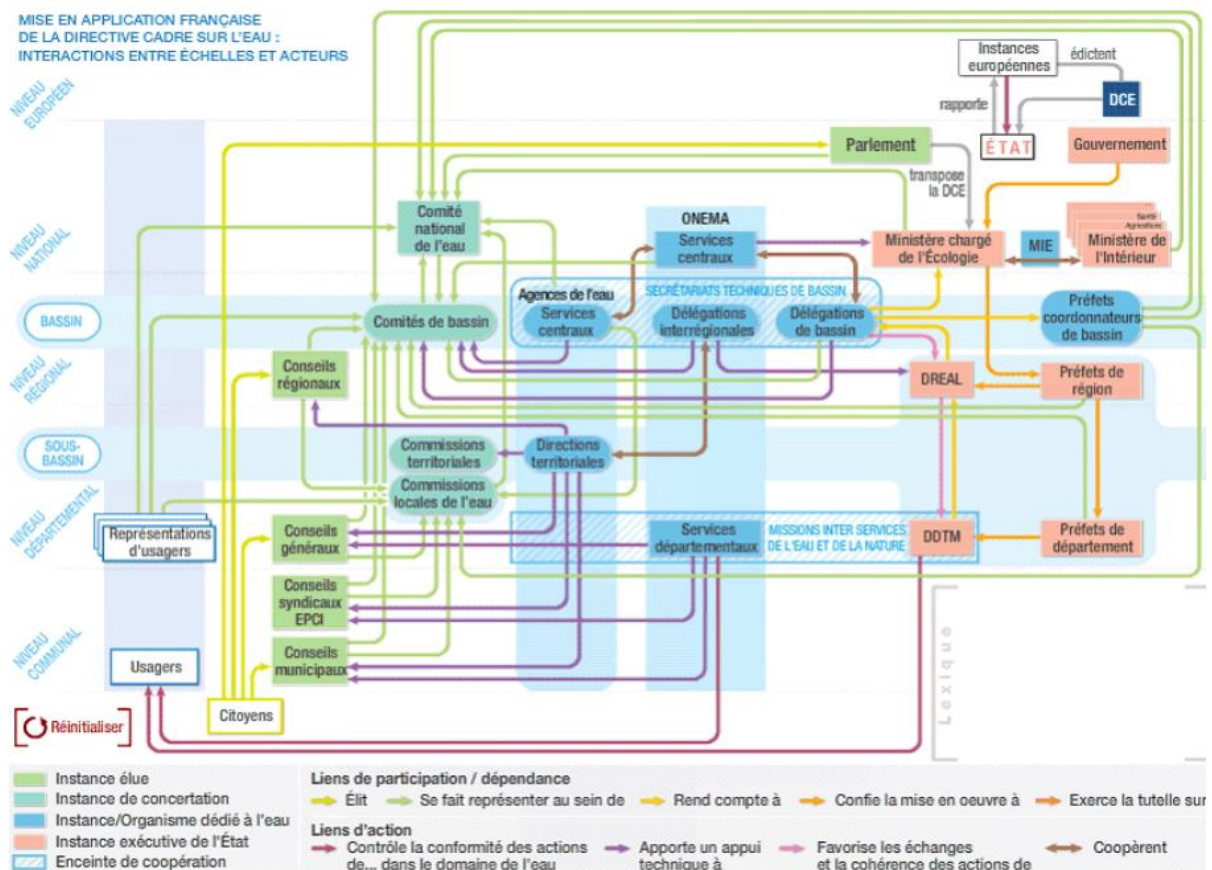 MISE EN APPLICATION FRANÇAISE
DE LA DIRECTIVE CADRE SUR L'EAU :
INTERACTIONS ENTRE ÉCHELLES ET ACTEURS
NIVEAU
EUROPÉEN
Instances
européennes
édictent
DCE
rapporte
ÉTAT
Parlement
Gouvernement
transpose
la DCE
NIVEAU
NATIONAL
Comité
national
de l'eau
ONEMA
Services
centraux
Ministère chargé
de l'Écologie
MIE
Santé
Agriculture
Ministère de
l'Intérieur
BASSIN
Comités de bassin
Agences de l'eau
Services
centraux
SECRÉTARIATS TECHNIQUES DE BASSIN
Délégations
interrégionales
Délégations
de bassin
Préfets
coordonnateurs
de bassin
NIVEAU
RÉGIONAL
Conseils
régionaux
DREAL
Préfets
de région
SOUS-
BASSIN
Commissions
territoriales
Directions
territoriales
Commissions
locales de l'eau
NIVEAU
DÉPARTEMENTAL
Représentations
d'usagers
Conseils
généraux
Services
départementaux
MISSIONS INTER SERVICES
DE L'EAU ET DE LA NATURE
DDTM
Préfets de
département
Conseils
syndicaux
EPCI
NIVEAU
COMMUNAL
Usagers
Conseils
municipaux
Citoyens
Lexique
Réinitialiser
Instance élue
Instance de concertation
Instance/Organisme dédié à l'eau
Instance exécutive de l'État
Enceinte de coopération
Liens de participation / dépendance
Élit
Se fait représenter au sein de
Rend compte à
Confie la mise en oeuvre à
Exerce la tutelle sur
Liens d'action
Contrôle la conformité des actions
de... dans le domaine de l'eau
Apporte un appui
technique à
Favorise les échanges
et la cohérence des actions de
Coopèrent